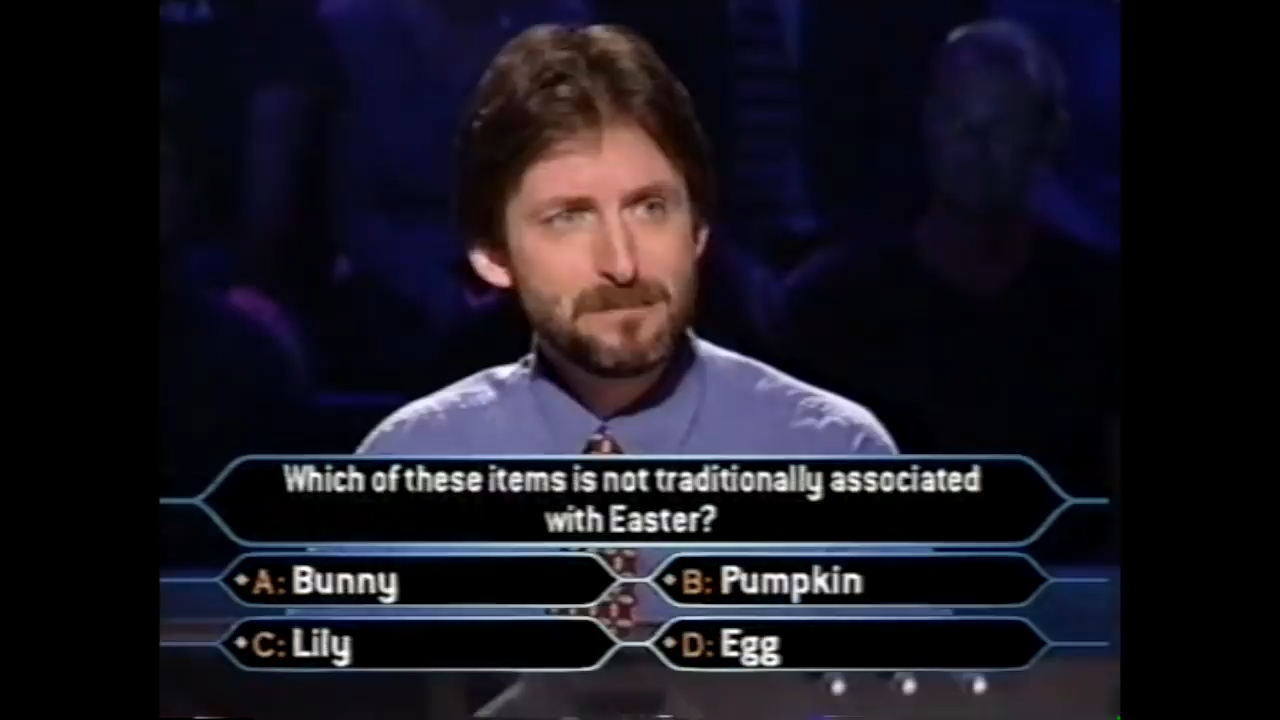 Which of these items is not traditionally associated
with Easter?
A: Bunny
B: Pumpkin
C: Lily
D: Egg